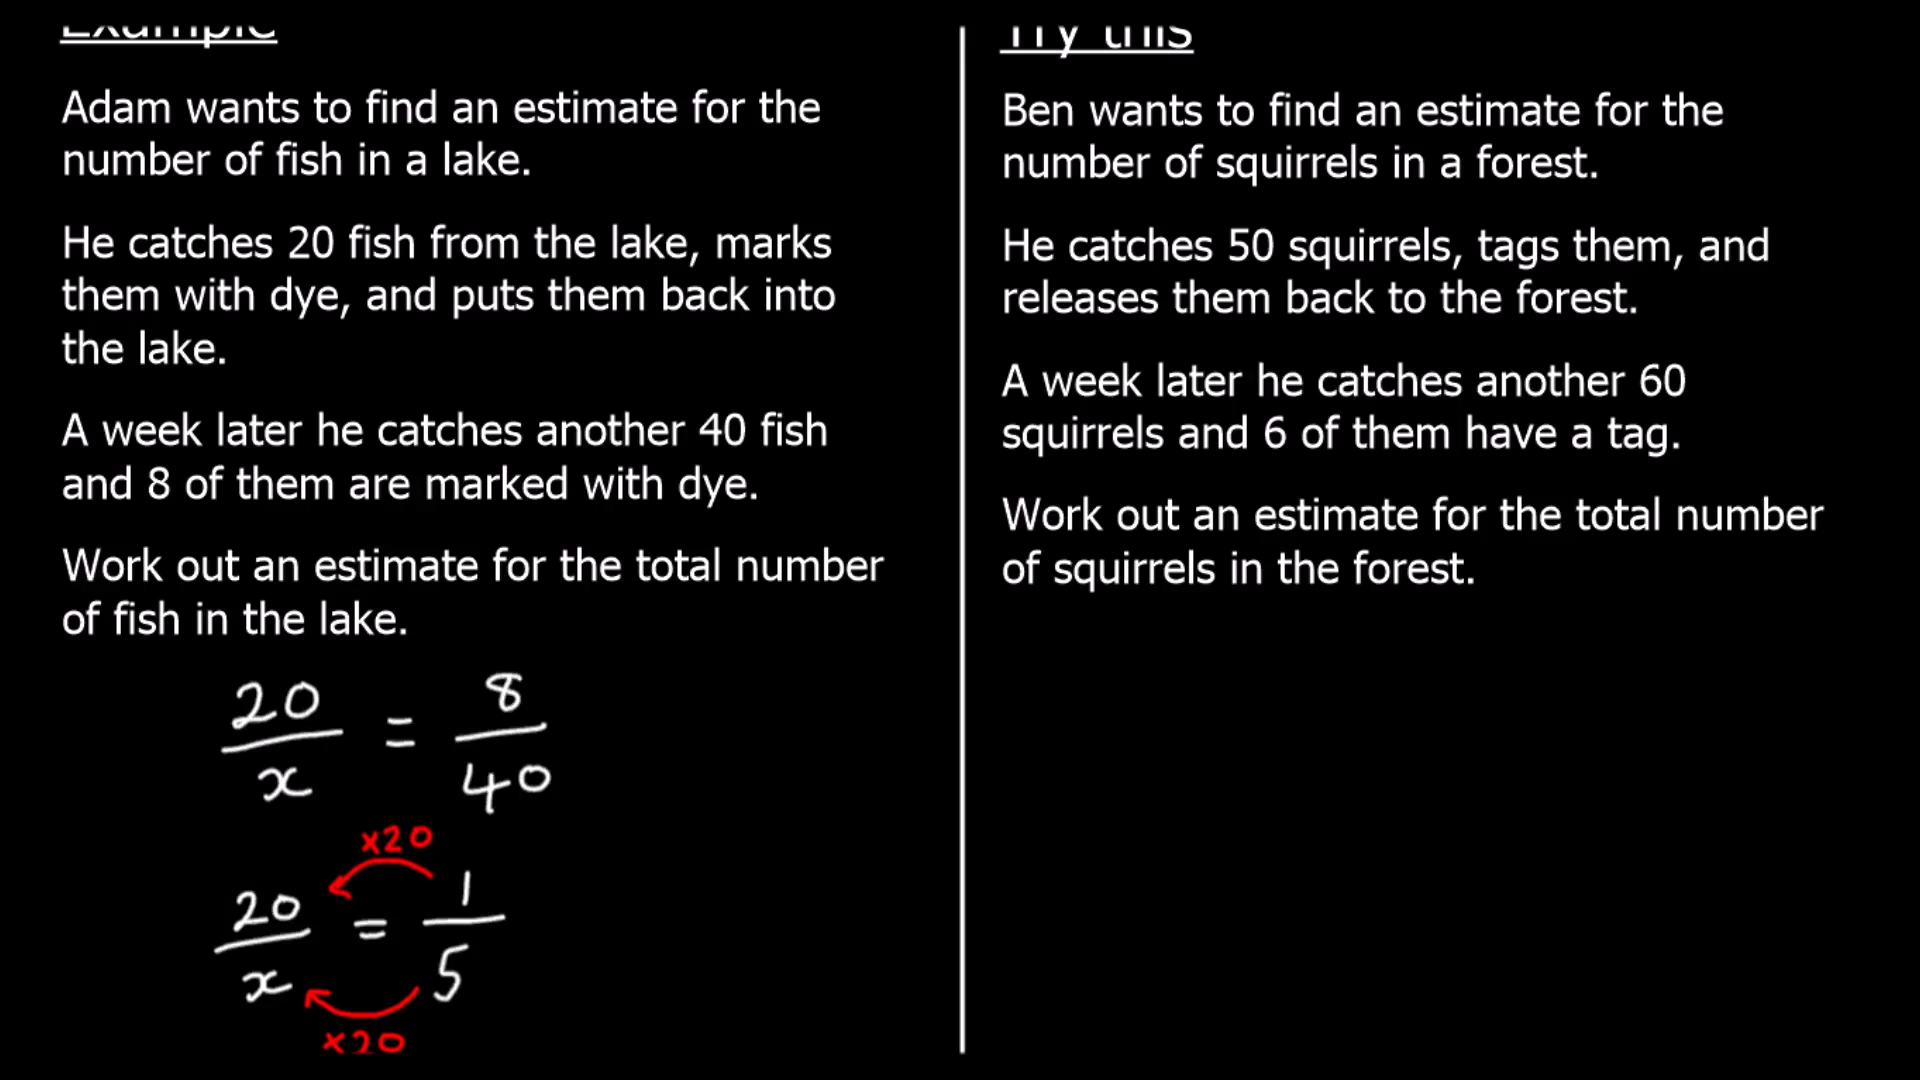 Example
Adam wants to find an estimate for the
number of fish in a lake.
He catches 20 fish from the lake, marks
them with dye, and puts them back into
the lake.
A week later he catches another 40 fish
and 8 of them are marked with dye.
Work out an estimate for the total number
of fish in the lake.
20/x = 8/40
x20
20/x = 1/5
x20
Try this
Ben wants to find an estimate for the
number of squirrels in a forest.
He catches 50 squirrels, tags them, and
releases them back to the forest.
A week later he catches another 60
squirrels and 6 of them have a tag.
Work out an estimate for the total number
of squirrels in the forest.